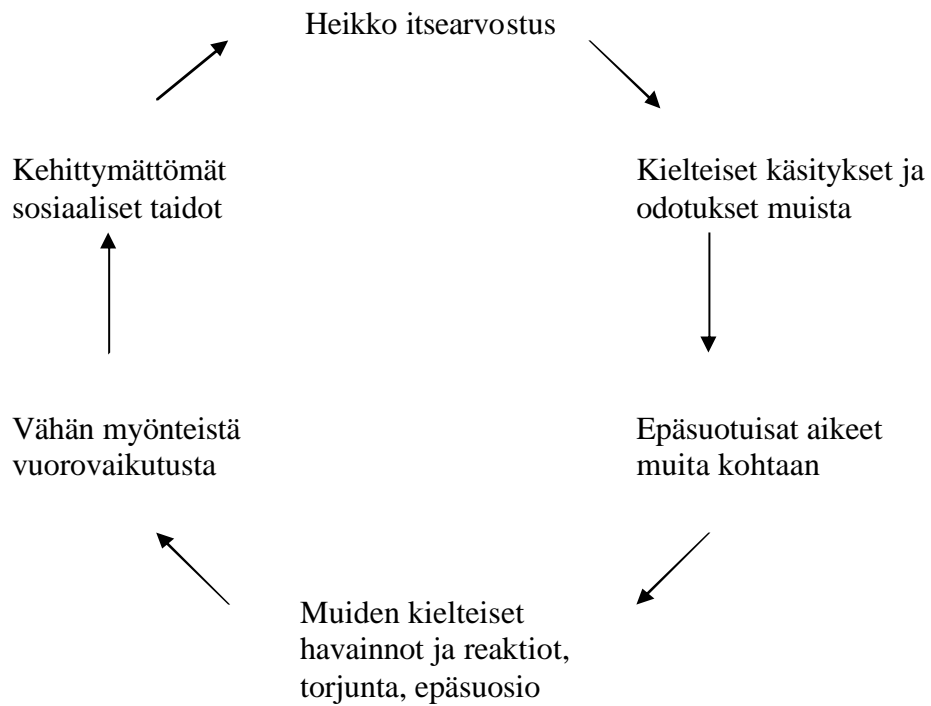 Heikko itsearvostus
Kielteiset käsitykset ja
odotukset muista
Epäsuotuisat aikeet
muita kohtaan
Muiden kielteiset
havainnot ja reaktiot,
torjunta, epäsuosio
Vähän myönteistä
vuorovaikutusta
Kehittymättömät
sosiaaliset taidot